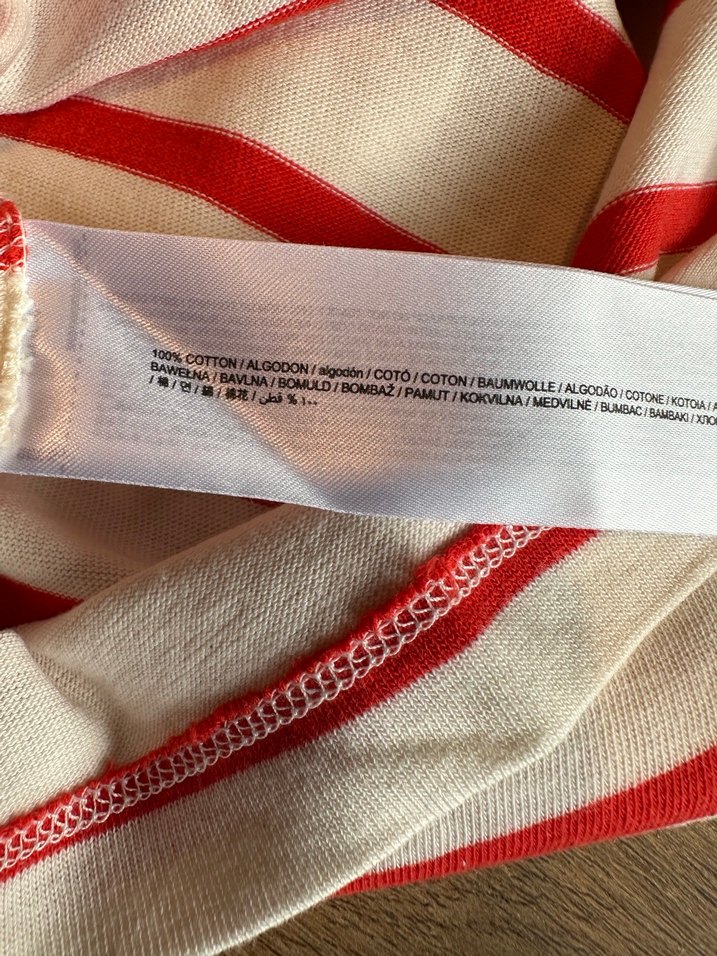 100% COTTON / ALGODON / algodón / COTÓ / COTON / BAUMWOLLE / ALGODÃO / COTONE / KOTOIA /
BAWEŁNA / BAVLNA / BOMULD / BOMBAŽ / PAMUT / KOKVILNA / MEDVILNĖ / BUMBAC / BAMBAKI /
/ 棉 / 면 / 綿 / 棉花 / قطن % ١٠٠